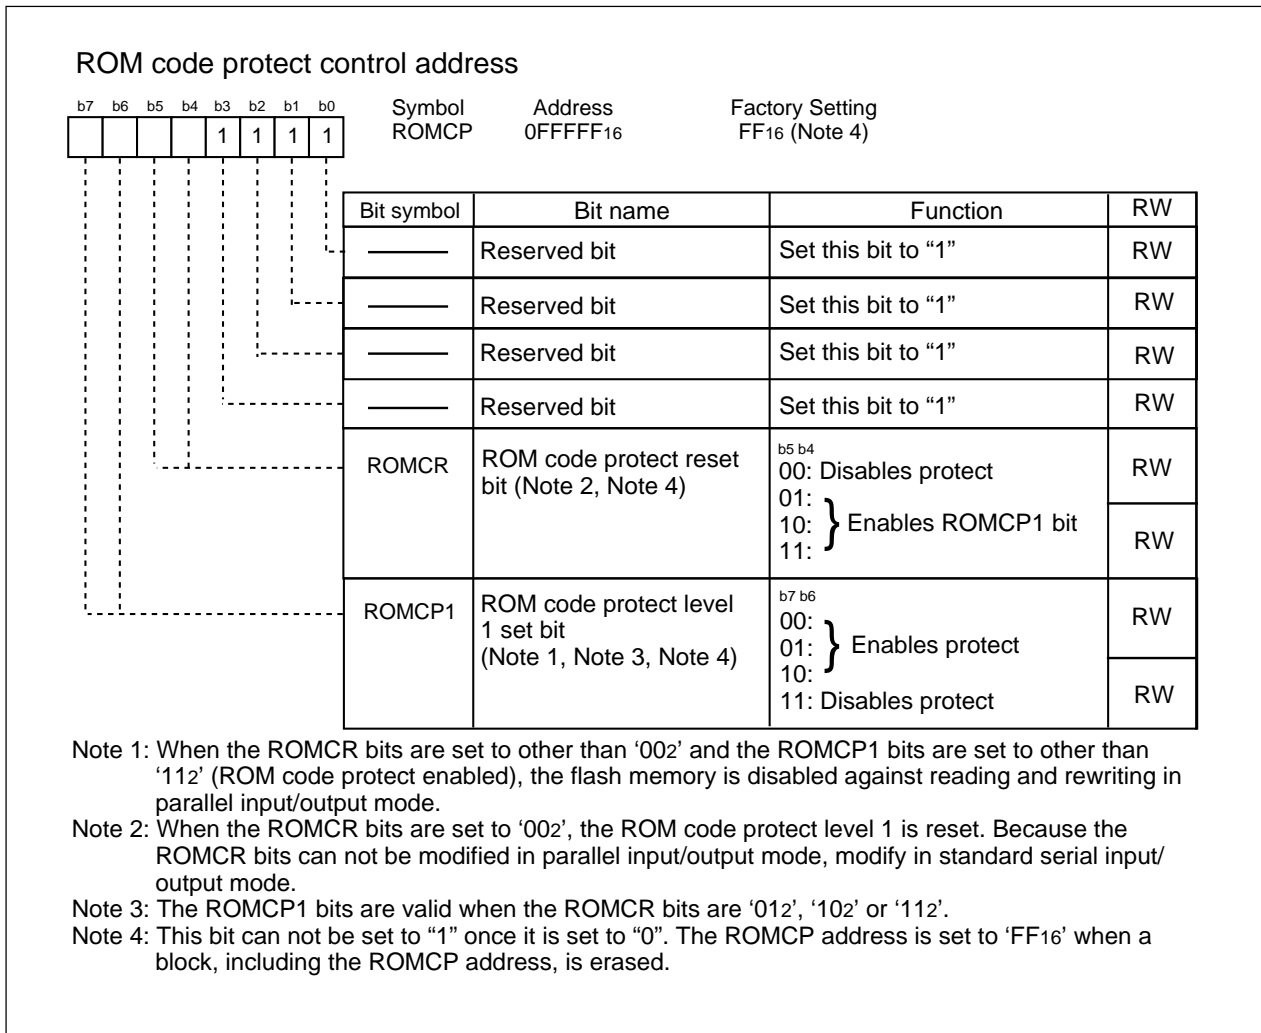 ROM code protect control address
b7 b6 b5 b4 b3 b2 b1 b0 Symbol Address Factory Setting
1 1 1 1 ROMCP 0FFFFF16 FF16 (Note 4)
Bit symbol Bit name Function RW
Reserved bit Set this bit to “1” RW
Reserved bit Set this bit to “1” RW
Reserved bit Set this bit to “1” RW
Reserved bit Set this bit to “1” RW
ROMCR ROM code protect reset bit (Note 2, Note 4)
b5 b4
00: Disables protect
01:
10: Enables ROMCP1 bit
11:
RW
RW
ROMCP1 ROM code protect level
1 set bit
(Note 1, Note 3, Note 4)
b7 b6
00:
01: Enables protect
10:
11: Disables protect
RW
RW
Note 1: When the ROMCR bits are set to other than ‘002’ and the ROMCP1 bits are set to other than
‘112’ (ROM code protect enabled), the flash memory is disabled against reading and rewriting in
parallel input/output mode.
Note 2: When the ROMCR bits are set to ‘002’, the ROM code protect level 1 is reset. Because the
ROMCR bits can not be modified in parallel input/output mode, modify in standard serial input/
output mode.
Note 3: The ROMCP1 bits are valid when the ROMCR bits are ‘012’, ‘102’ or ‘112’.
Note 4: This bit can not be set to “1” once it is set to “0”. The ROMCP address is set to ‘FF16’ when a
block, including the ROMCP address, is erased.